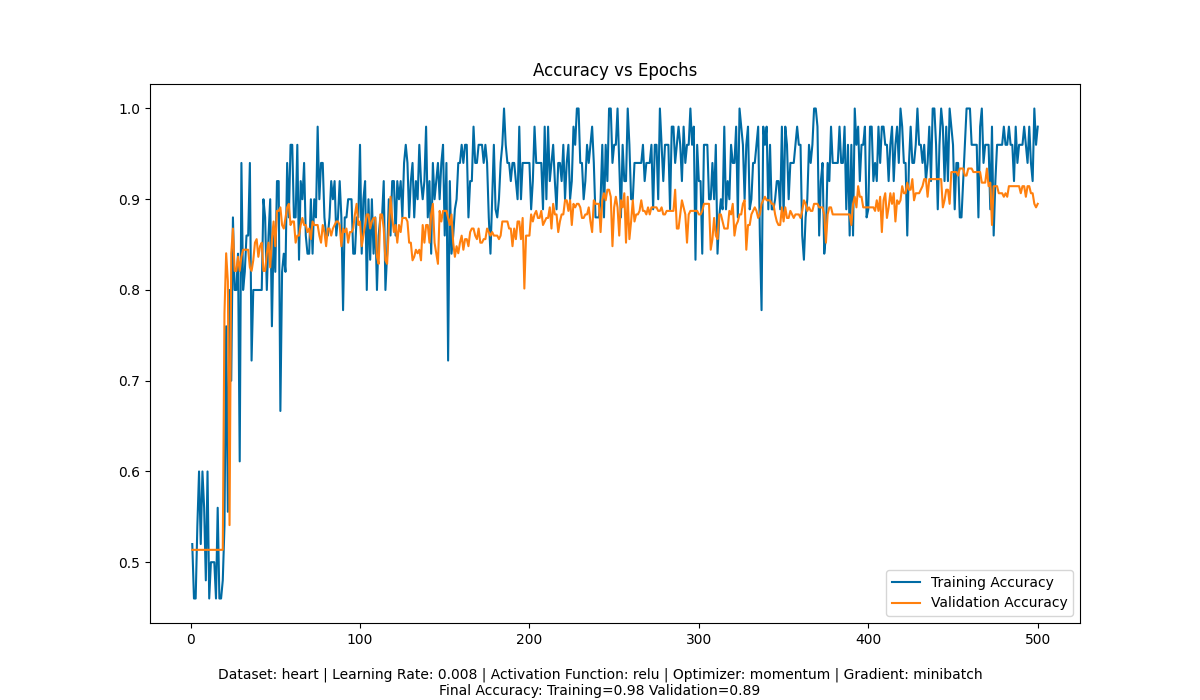 Accuracy vs Epochs
1.0
0.9
0.8
0.7
0.6
0.5
0
100
200
300
400
500
Training Accuracy
Validation Accuracy
Dataset: heart | Learning Rate: 0.008 | Activation Function: relu | Optimizer: momentum | Gradient: minibatch
Final Accuracy: Training=0.98 Validation=0.89